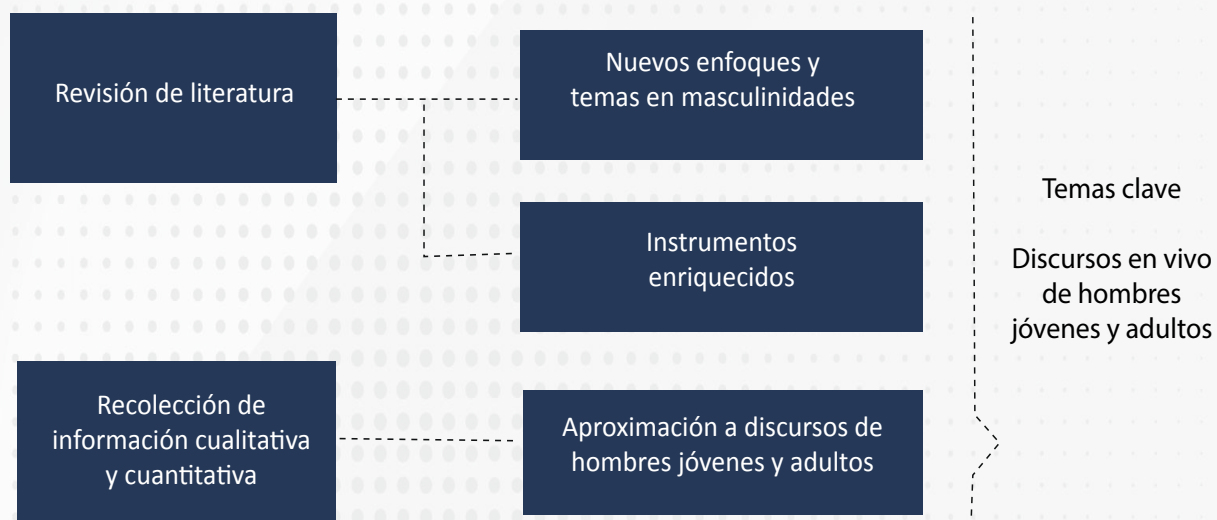 Revisión de literatura
Nuevos enfoques y
temas en masculinidades
Instrumentos
enriquecidos
Recolección de
información cualitativa
y cuantitativa
Aproximación a discursos de
hombres jóvenes y adultos
Temas clave
Discursos en vivo
de hombres
jóvenes y adultos